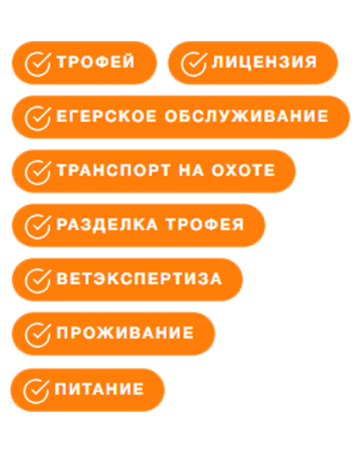 ТРОФЕЙ ЛИЦЕНЗИЯ
ЕГЕРСКОЕ ОБСЛУЖИВАНИЕ
ТРАНСПОРТ НА ОХОТЕ
РАЗДЕЛКА ТРОФЕЯ
ВЕТЭКСПЕРТИЗА
ПРОЖИВАНИЕ
ПИТАНИЕ